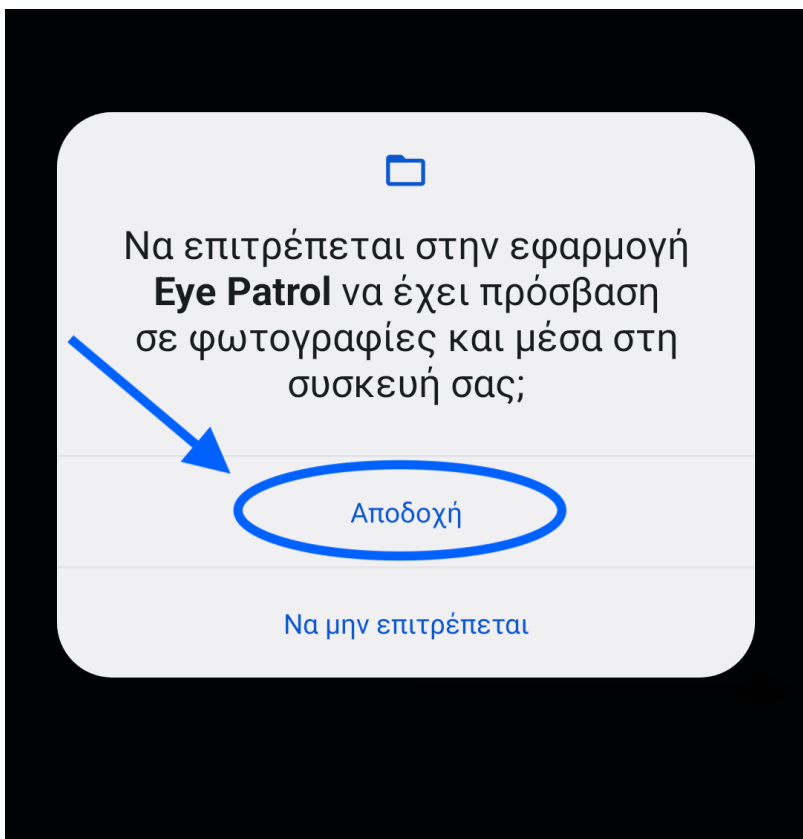 Να επιτρέπεται στην εφαρμογή
Eye Patrol να έχει πρόσβαση
σε φωτογραφίες και μέσα στη
συσκευή σας;
Αποδοχή
Να μην επιτρέπεται